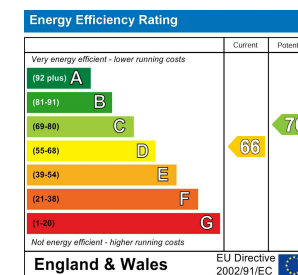 Energy Efficiency Rating
Current
Very energy efficient - lower running costs
(92 plus) A
(81-91) B
(69-80) C
(55-68) D
66
(39-54) E
(21-38) F
(1-20) G
Not energy efficient - higher running costs
England & Wales
EU Directive
2002/91/EC